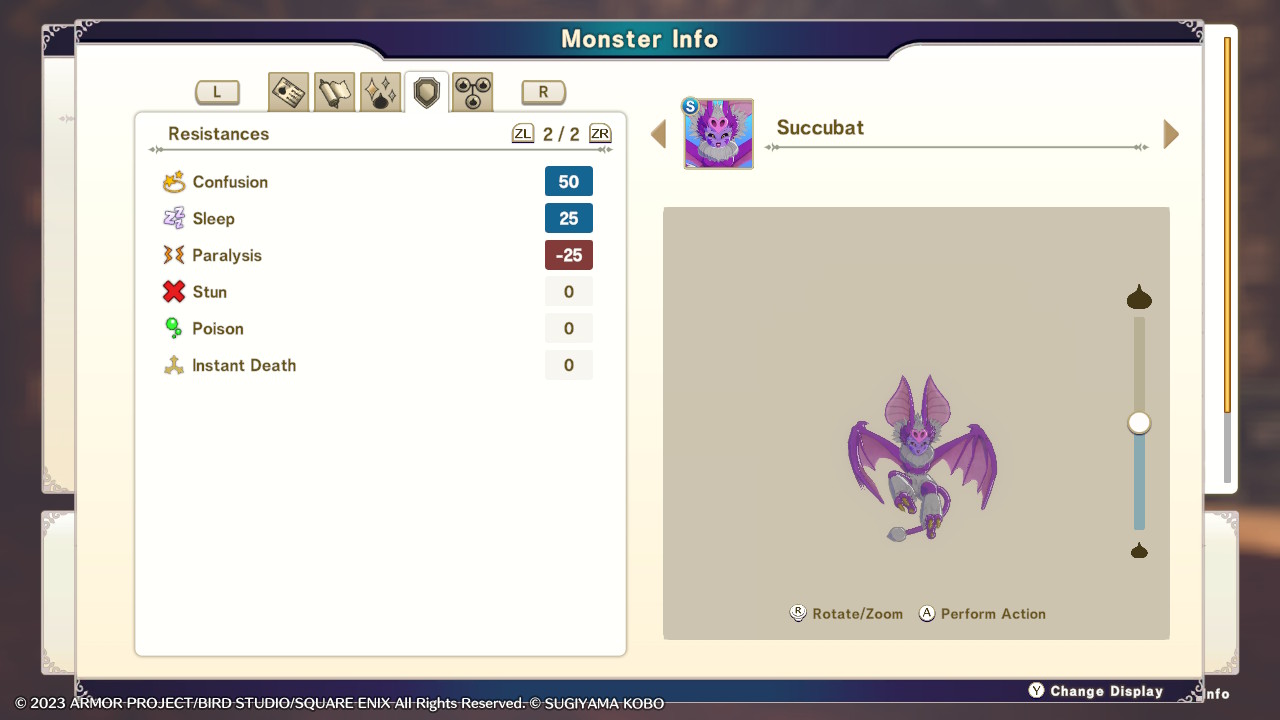 Monster Info
L
R
Resistances
ZL 2 / 2 ZR
Confusion 50
Sleep 25
Paralysis -25
Stun 0
Poison 0
Instant Death 0
S
Succubat
R Rotate/Zoom A Perform Action
Y Change Display
nfo
© 2023 ARMOR PROJECT/BIRD STUDIO/SQUARE ENIX All Rights Reserved. © SUGIYAMA KOBO